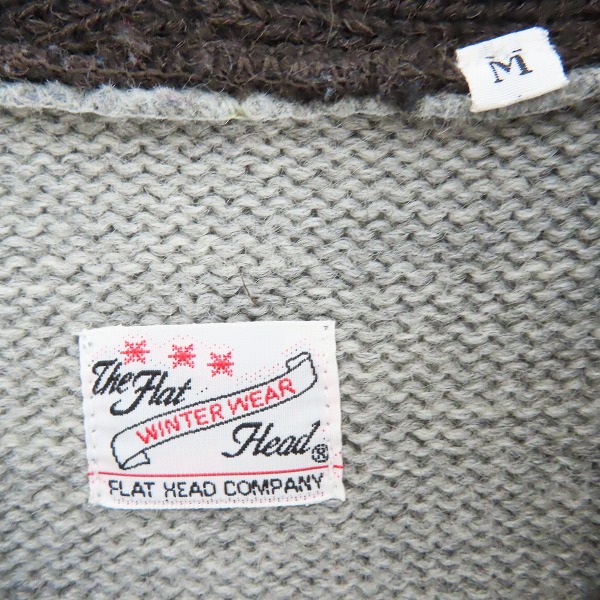 M
The Flat
WINTER WEAR
Head®
FLAT HEAD COMPANY